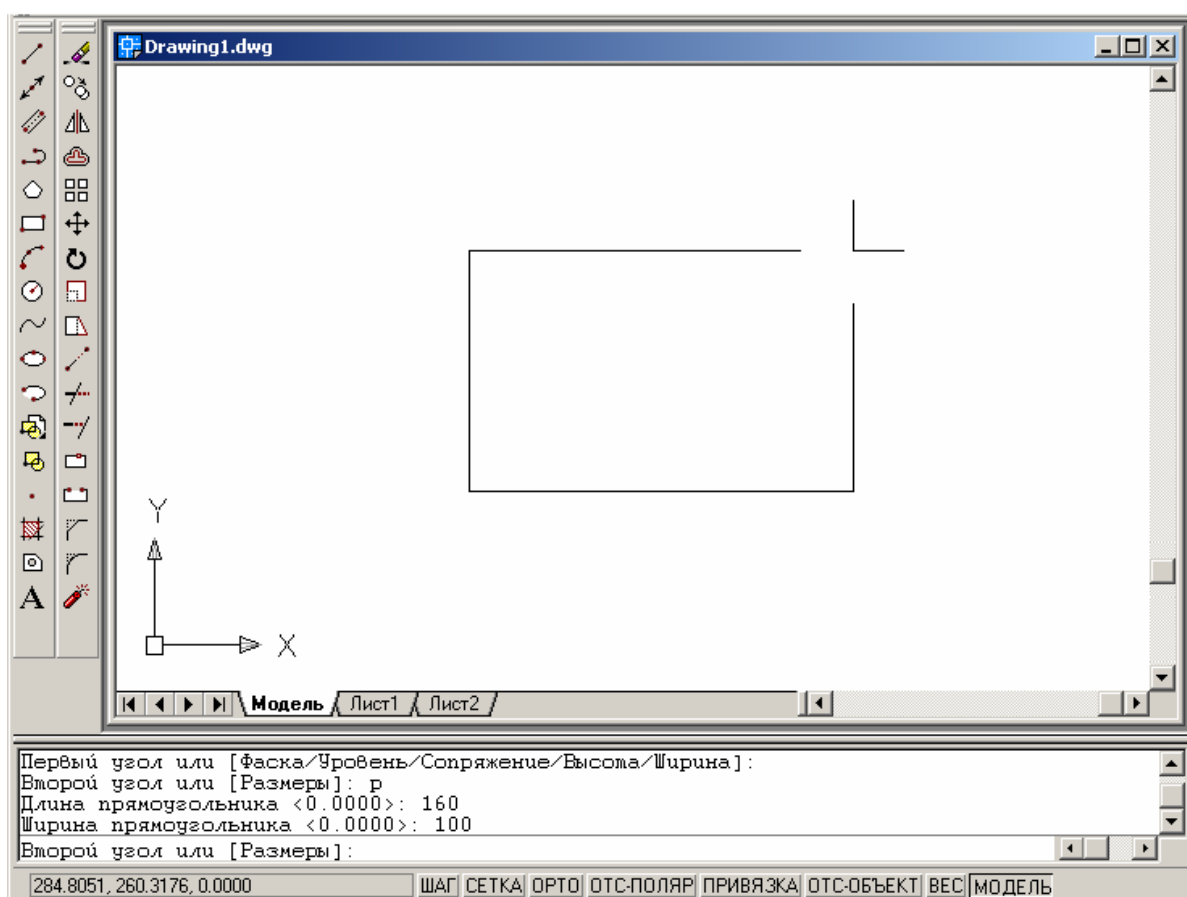 Drawing1.dwg
Y
X
A
Модель Лист1 Лист2
Первый угол или [Фаска/Уровень/Сопряжение/Высота/Ширина]:
Второй угол или [Размеры]: р
Длина прямоугольника <0.0000>: 160
Ширина прямоугольника <0.0000>: 100
Второй угол или [Размеры]:
284.8051, 260.3176, 0.0000 ШАГ СЕТКА ОРТО ОТС-ПОЛЯР ПРИВЯЗКА ОТС-ОБЪЕКТ ВЕС МОДЕЛЬ